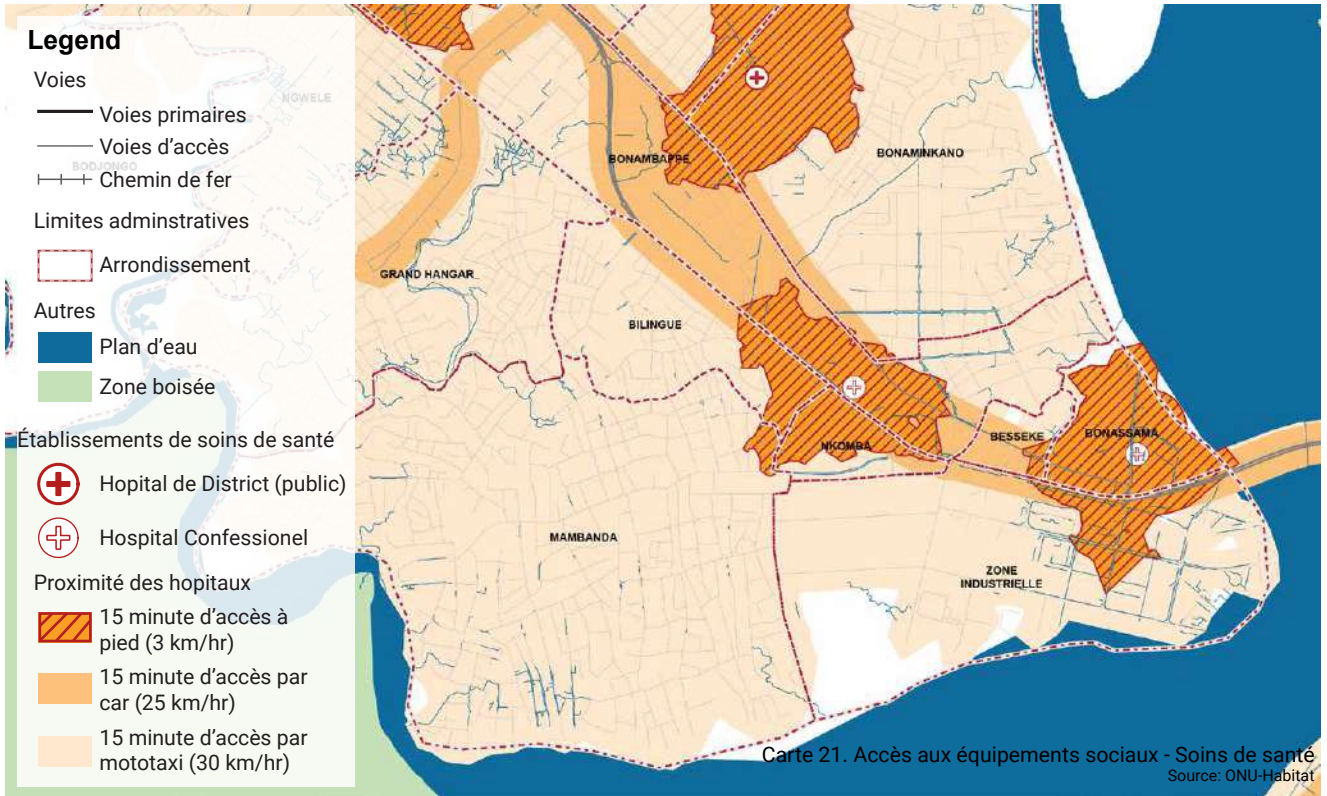 Legend
Voies
Voies primaires
Voies d'accès
Chemin de fer
Limites adminstratives
Arrondissement
Autres
Plan d'eau
Zone boisée
Établissements de soins de santé
Hopital de District (public)
Hospital Confessionel
Proximité des hopitaux
15 minute d'accès à
pied (3 km/hr)
15 minute d'accès par
car (25 km/hr)
15 minute d'accès par
mototaxi (30 km/hr)
NGWELE
BODJONGO
BONAMBAPPE
BONAMINKANO
GRAND HANGAR
BILINGUE
NKOMBA
BESSEKE
BONASSAMA
MAMBANDA
ZONE
INDUSTRIELLE
Carte 21. Accès aux équipements sociaux - Soins de santé
Source: ONU-Habitat